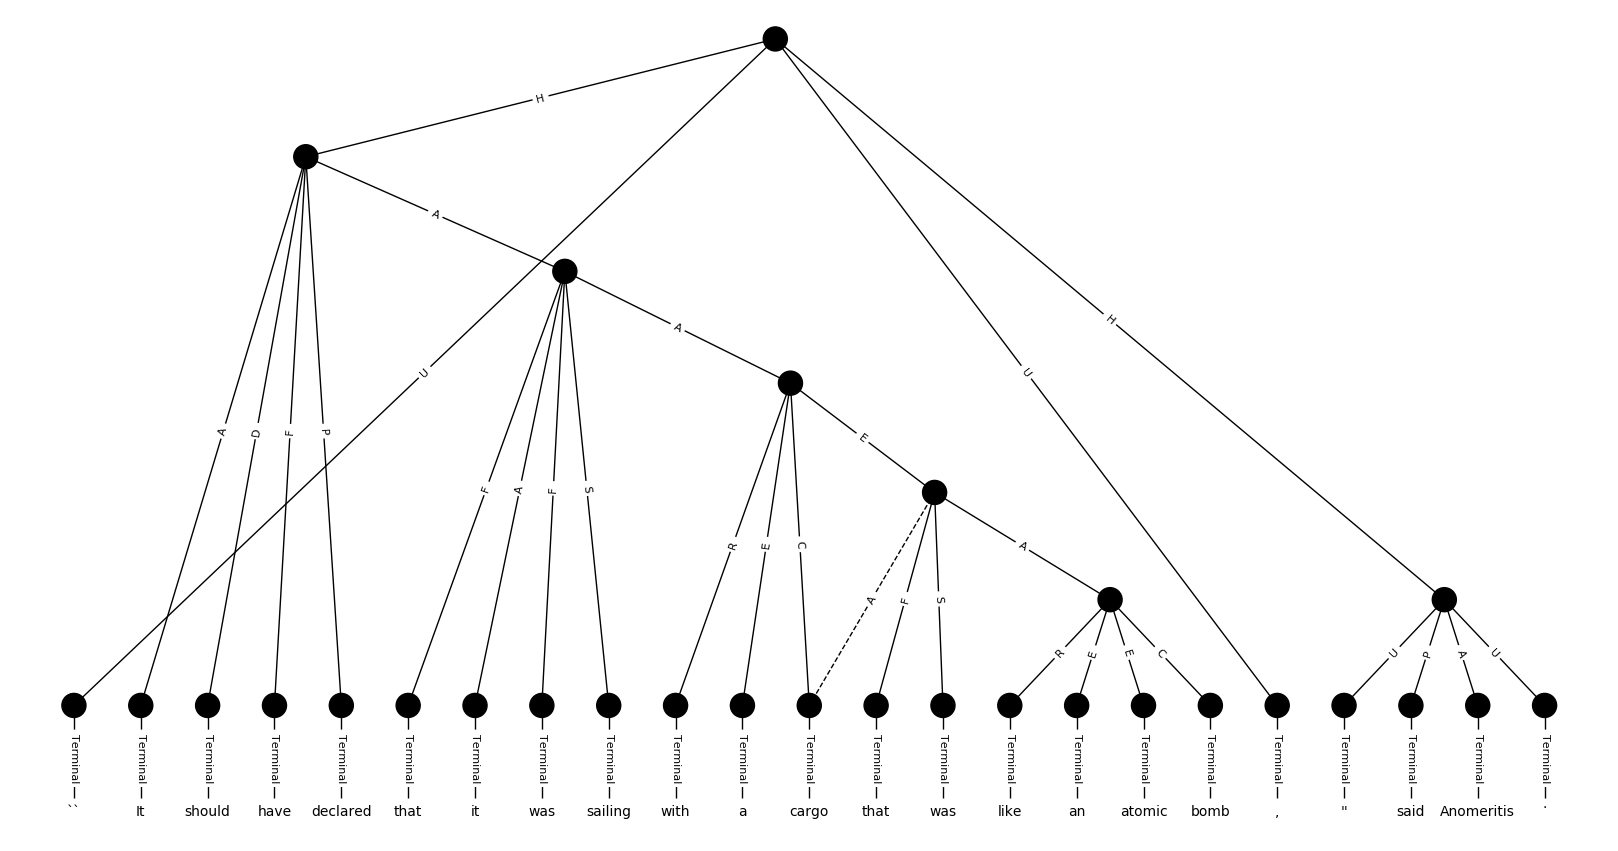 H
A
H
A
U
U
A D F P
E
F A F S
R E C
A
A F S
R E E C
U P A U
Terminal Terminal Terminal Terminal Terminal Terminal Terminal Terminal Terminal Terminal Terminal Terminal Terminal Terminal Terminal Terminal Terminal Terminal Terminal Terminal Terminal Terminal Terminal
`` It should have declared that it was sailing with a cargo that was like an atomic bomb , " said Anomeritis .